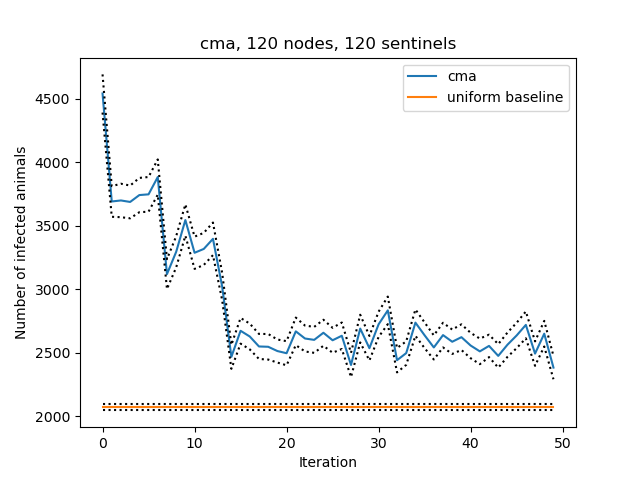 cma, 120 nodes, 120 sentinels
cma
uniform baseline
Number of infected animals
4500
4000
3500
3000
2500
2000
0 10 20 30 40 50
Iteration